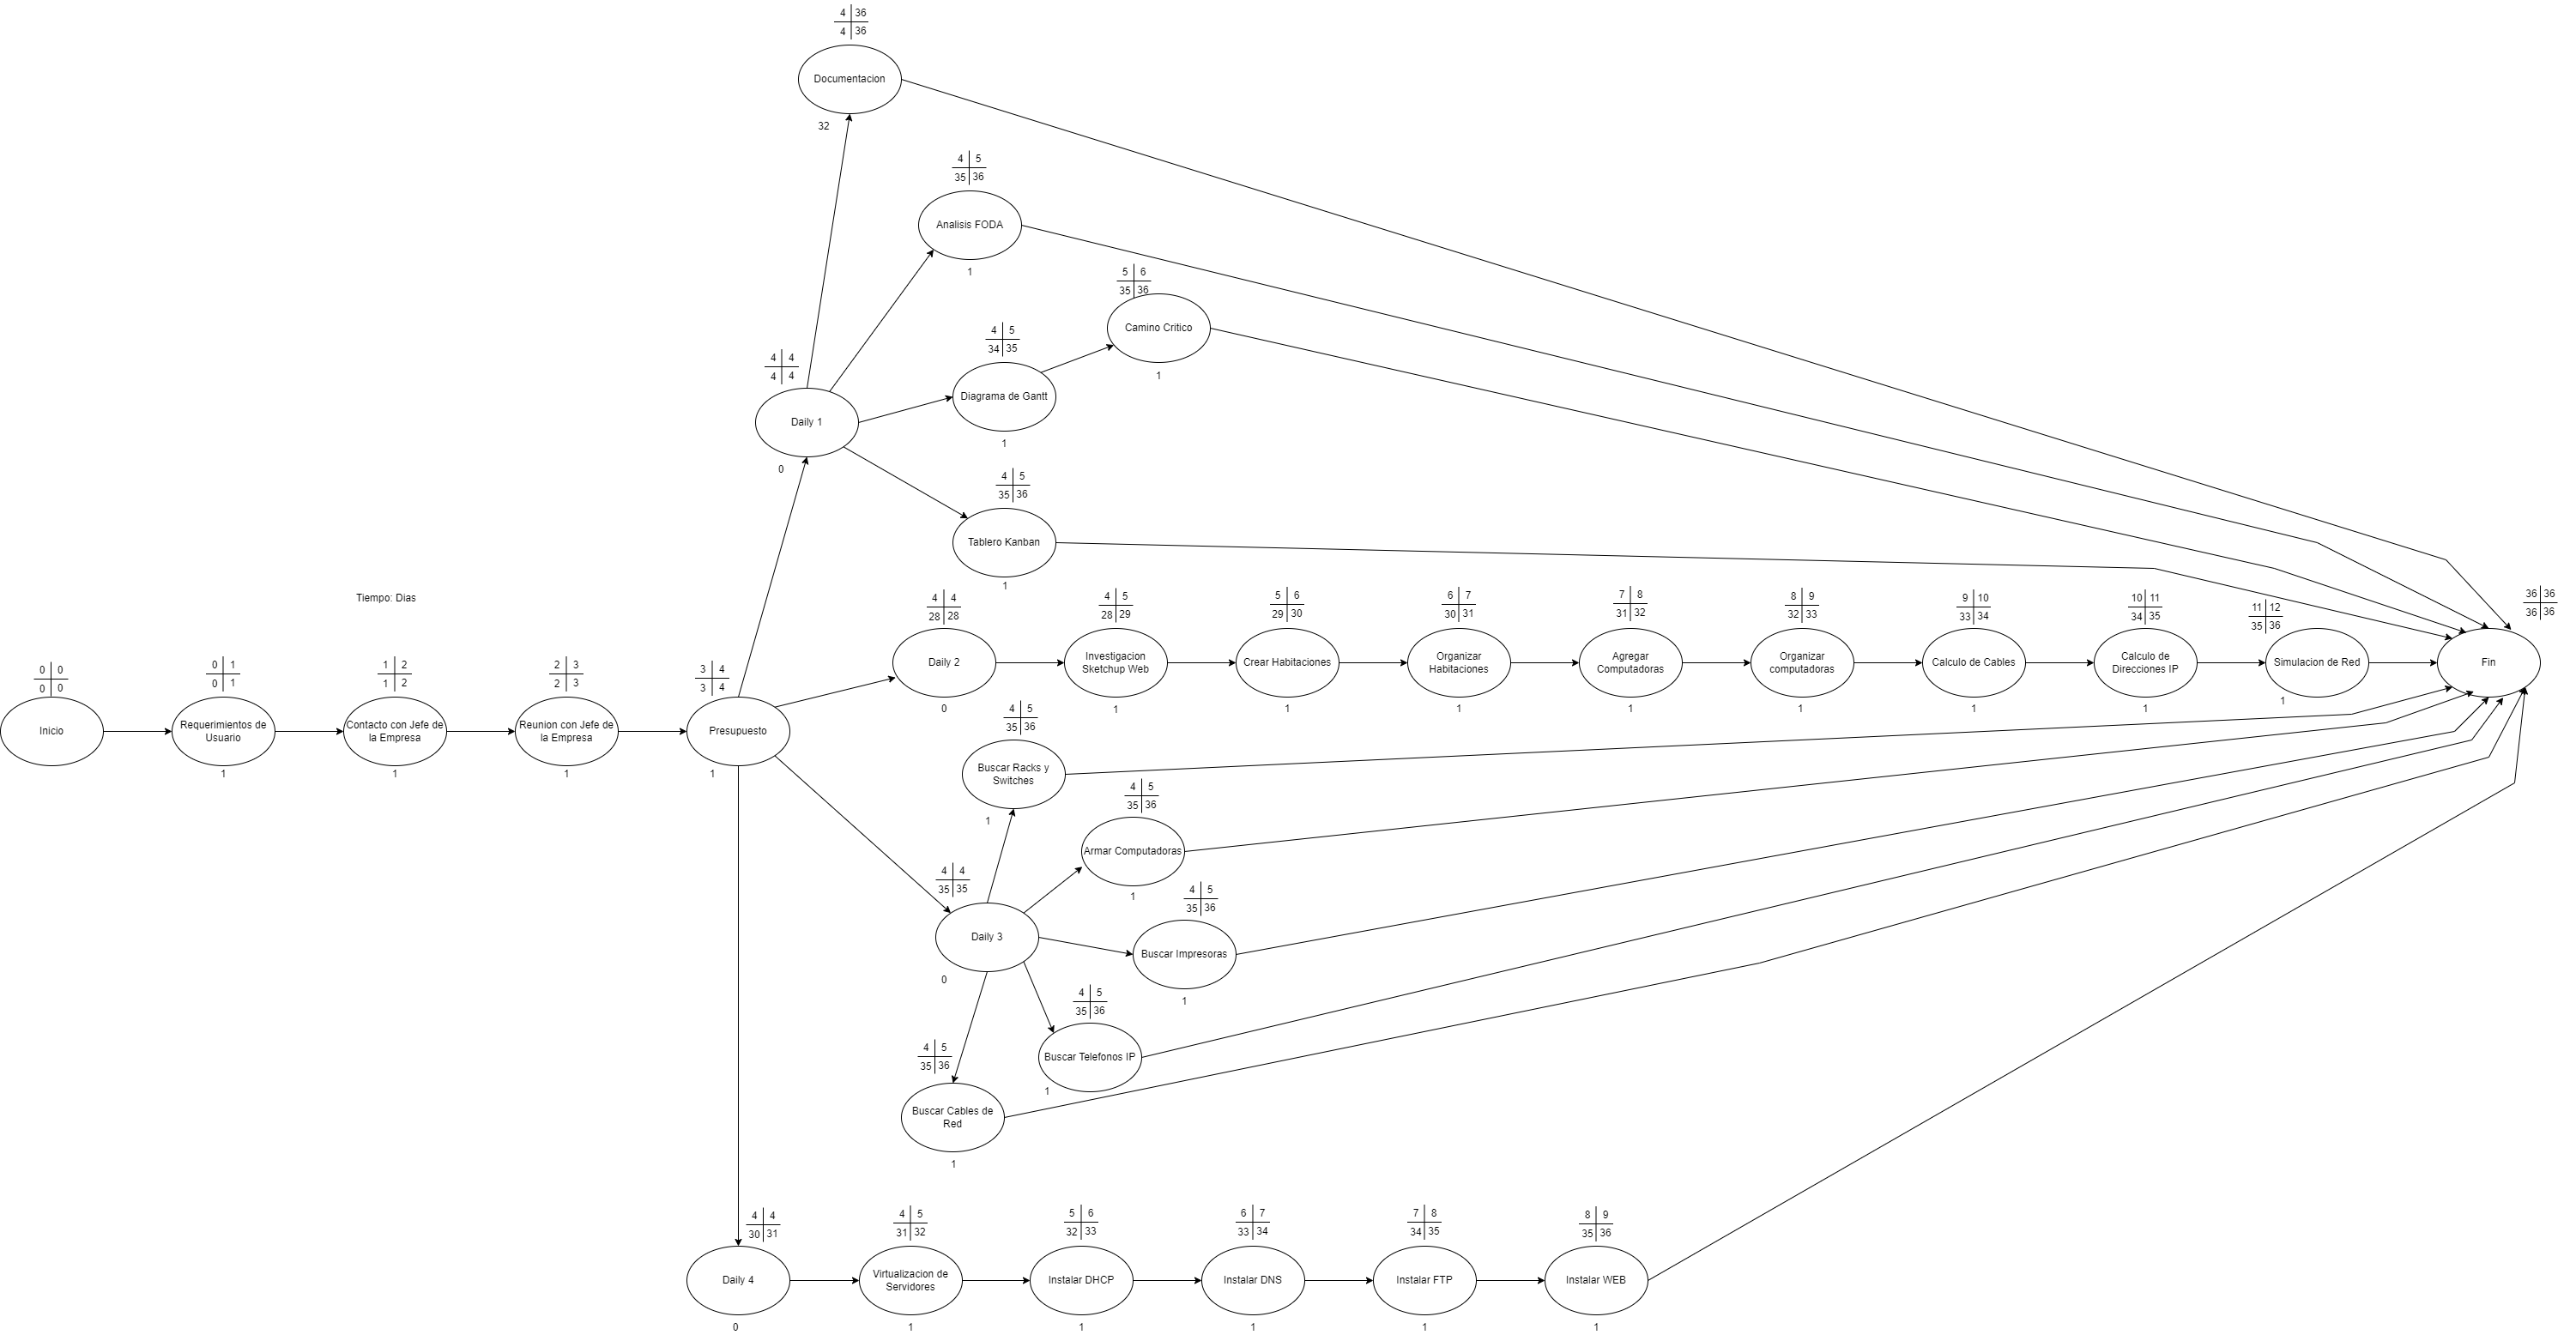 4 36
4 36
Documentacion
32
4 5
35 36
Analisis FODA
1
5 6
35 36
Camino Critico
1
4 5
34 35
Diagrama de Gantt
1
4 4
4 4
Daily 1
0
4 5
35 36
Tablero Kanban
1
Tiempo: Dias
0 0
0 0
Inicio
0 1
0 1
Requerimientos de
Usuario
1
1 2
1 2
Contacto con Jefe de
la Empresa
1
2 3
2 3
Reunion con Jefe de
la Empresa
1
3 4
3 4
Presupuesto
1
4 4
28 28
Daily 2
0
4 5
28 29
Investigacion
Sketchup Web
1
5 6
29 30
Crear Habitaciones
1
6 7
30 31
Organizar
Habitaciones
1
7 8
31 32
Agregar
Computadoras
1
8 9
32 33
Organizar
computadoras
1
9 10
33 34
Calculo de Cables
1
10 11
34 35
Calculo de
Direcciones IP
1
11 12
35 36
Simulacion de Red
1
36 36
36 36
Fin
4 5
35 36
Buscar Racks y
Switches
1
4 5
35 36
Armar Computadoras
1
4 4
35 35
Daily 3
0
4 5
35 36
Buscar Impresoras
1
4 5
35 36
Buscar Telefonos IP
1
4 5
35 36
Buscar Cables de
Red
1
4 4
30 31
Daily 4
0
4 5
31 32
Virtualizacion de
Servidores
1
5 6
32 33
Instalar DHCP
1
6 7
33 34
Instalar DNS
1
7 8
34 35
Instalar FTP
1
8 9
35 36
Instalar WEB
1